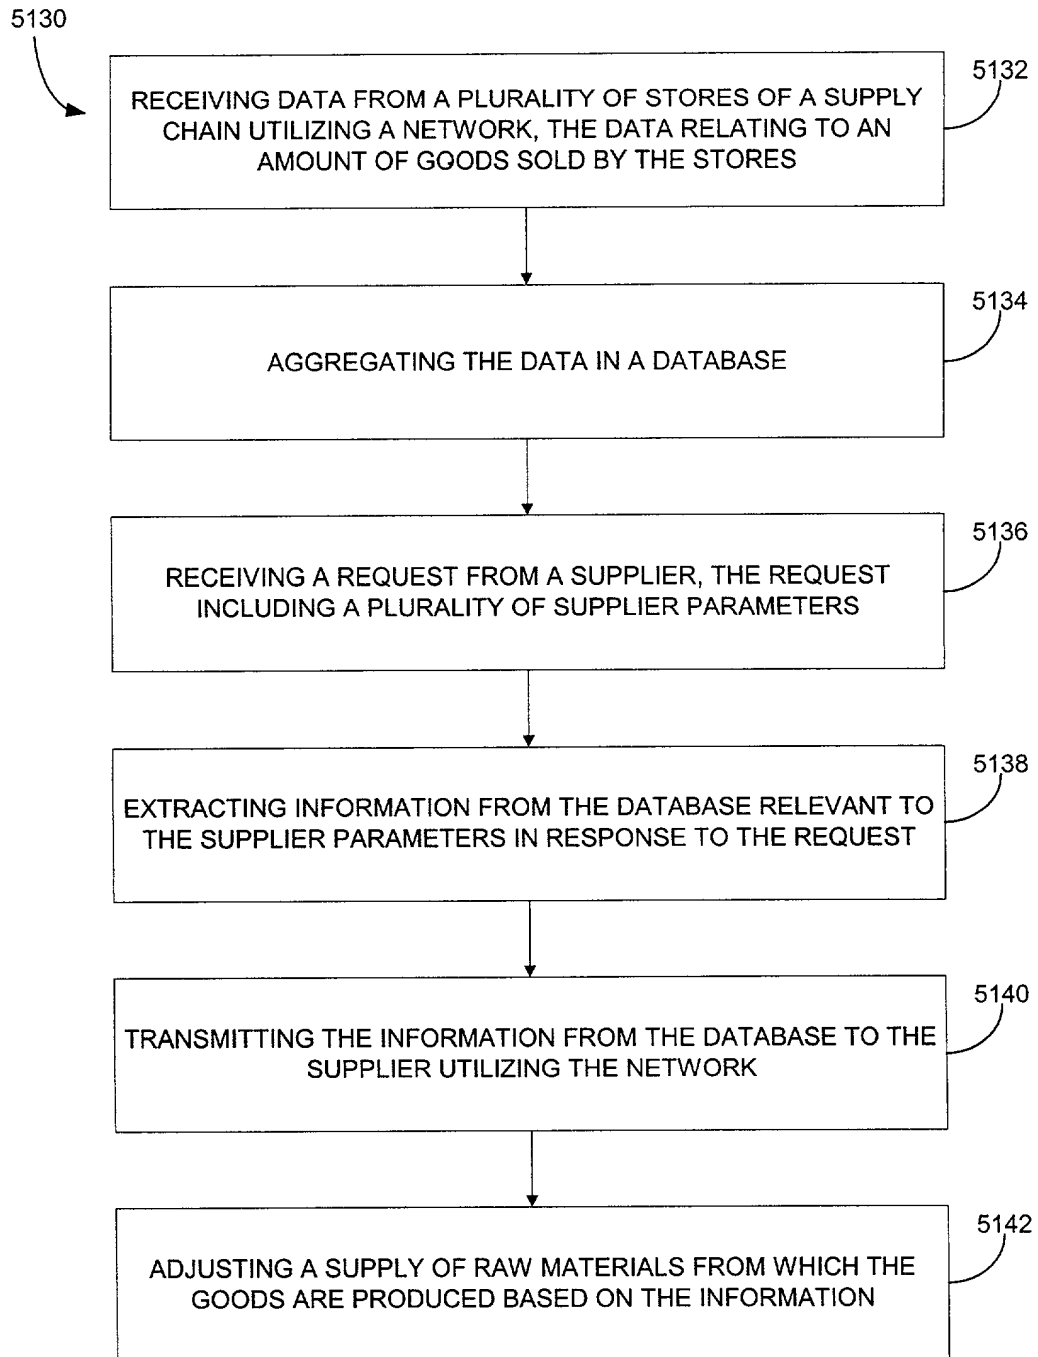 5130
5132
RECEIVING DATA FROM A PLURALITY OF STORES OF A SUPPLY
CHAIN UTILIZING A NETWORK, THE DATA RELATING TO AN
AMOUNT OF GOODS SOLD BY THE STORES
5134
AGGREGATING THE DATA IN A DATABASE
5136
RECEIVING A REQUEST FROM A SUPPLIER, THE REQUEST
INCLUDING A PLURALITY OF SUPPLIER PARAMETERS
5138
EXTRACTING INFORMATION FROM THE DATABASE RELEVANT TO
THE SUPPLIER PARAMETERS IN RESPONSE TO THE REQUEST
5140
TRANSMITTING THE INFORMATION FROM THE DATABASE TO THE
SUPPLIER UTILIZING THE NETWORK
5142
ADJUSTING A SUPPLY OF RAW MATERIALS FROM WHICH THE
GOODS ARE PRODUCED BASED ON THE INFORMATION